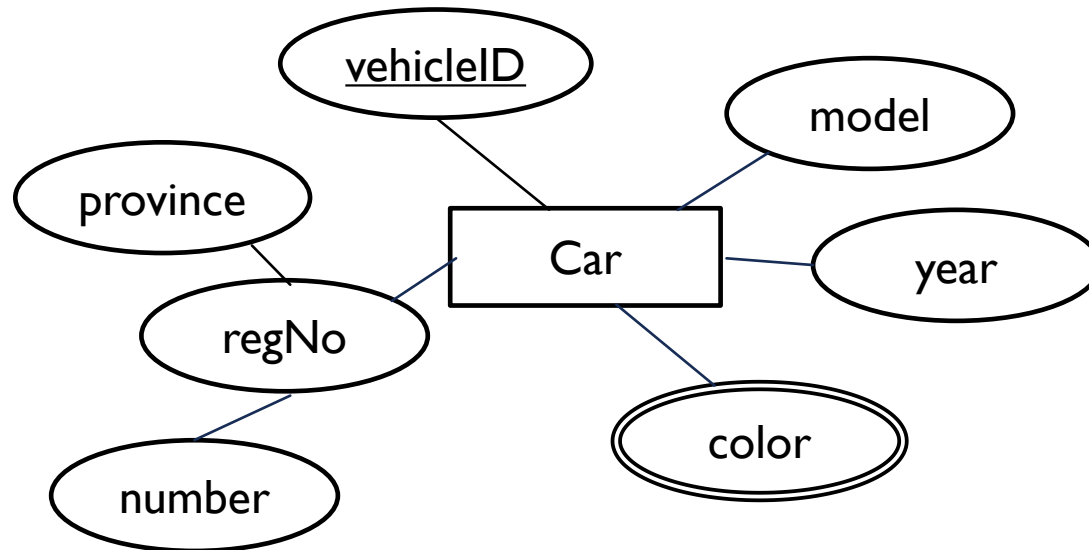 vehicleID
model
province
Car
year
regNo
color
number